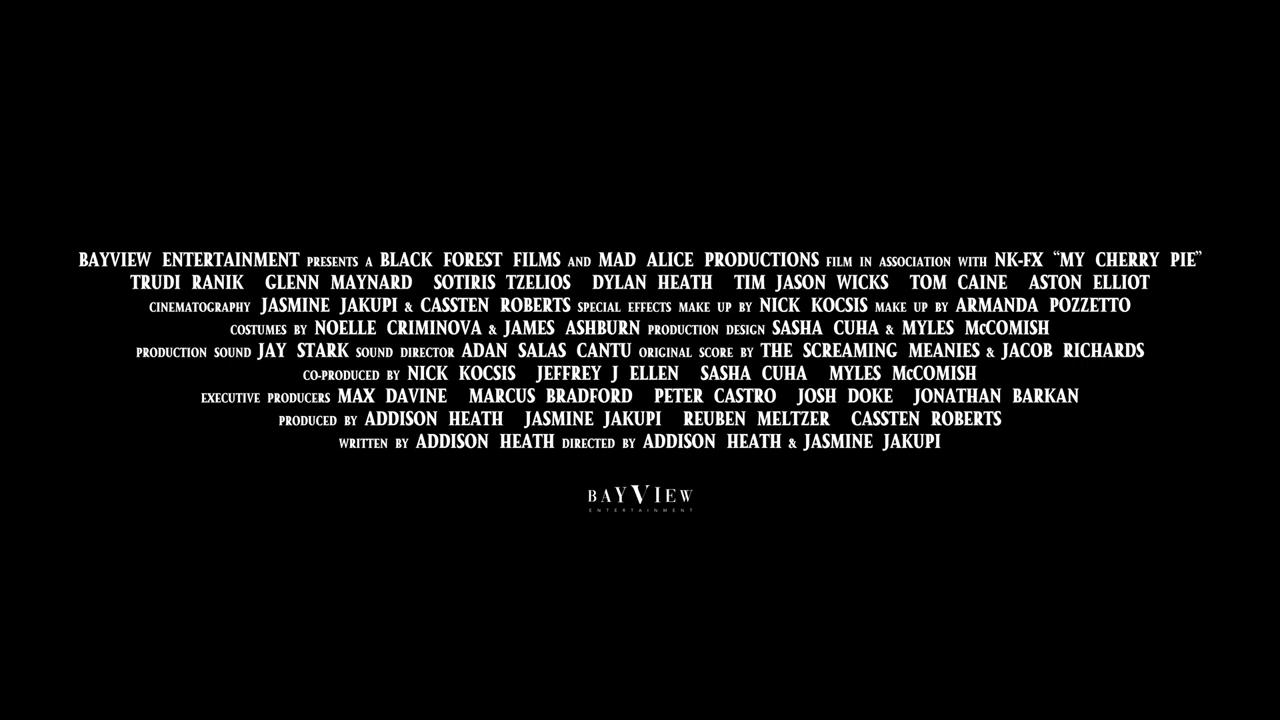 BAYVIEW ENTERTAINMENT PRESENTS A BLACK FOREST FILMS AND MAD ALICE PRODUCTIONS FILM IN ASSOCIATION WITH NK-FX “MY CHERRY PIE”
TRUDI RANIK GLENN MAYNARD SOTIRIS TZELIOS DYLAN HEATH TIM JASON WICKS TOM CAINE ASTON ELLIOT
CINEMATOGRAPHY JASMINE JAKUPI & CASSTEN ROBERTS SPECIAL EFFECTS MAKE UP BY NICK KOCSIS MAKE UP BY ARMANDA POZZETTO
COSTUMES BY NOELLE CRIMINOVA & JAMES ASHBURN PRODUCTION DESIGN SASHA CUHA & MYLES McCOMISH
PRODUCTION SOUND JAY STARK SOUND DIRECTOR ADAN SALAS CANTU ORIGINAL SCORE BY THE SCREAMING MEANIES & JACOB RICHARDS
CO-PRODUCED BY NICK KOCSIS JEFFREY J ELLEN SASHA CUHA MYLES McCOMISH
EXECUTIVE PRODUCERS MAX DAVINE MARCUS BRADFORD PETER CASTRO JOSH DOKE JONATHAN BARKAN
PRODUCED BY ADDISON HEATH JASMINE JAKUPI REUBEN MELTZER CASSTEN ROBERTS
WRITTEN BY ADDISON HEATH DIRECTED BY ADDISON HEATH & JASMINE JAKUPI
BAYVIEW
ENTERTAINMENT